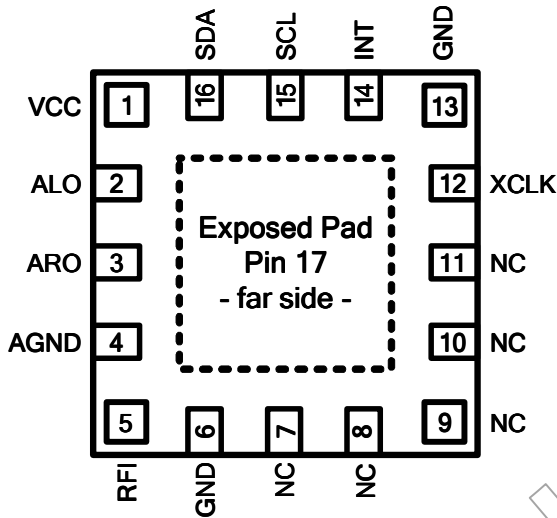 SDA
SCL
INT
GND
VCC
1
16
15
14
13
ALO
2
12
XCLK
Exposed Pad
Pin 17
- far side -
ARO
3
11
NC
AGND
4
10
NC
5
6
7
8
9
NC
RFI
GND
NC
NC